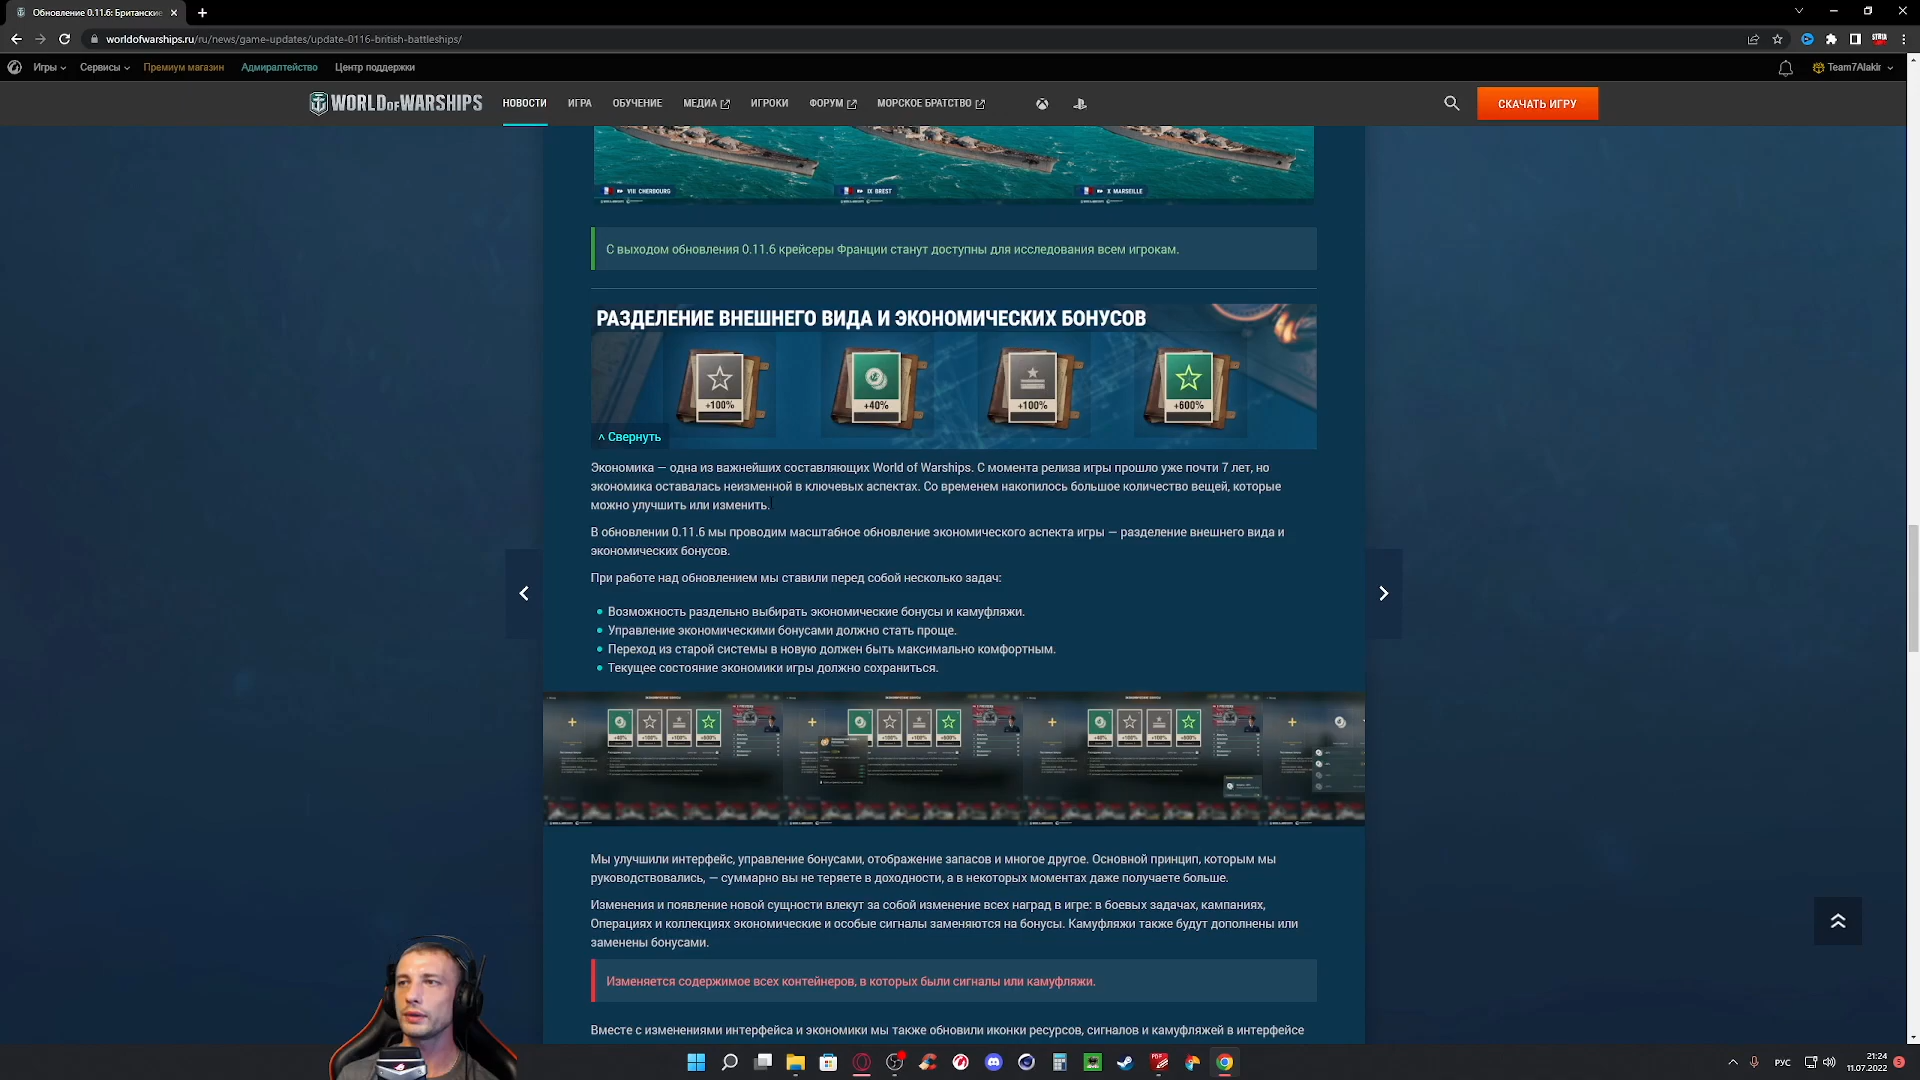 Обновление 0.11.6: Британские
worldofwarships.ru/ru/news/game-updates/update-0116-british-battleships/
Игры Сервисы Премиум магазин Адмиралтейство Центр поддержки Team7Alakir
WORLD OF WARSHIPS НОВОСТИ ИГРА ОБУЧЕНИЕ МЕДИА ИГРОКИ ФОРУМ МОРСКОЕ БРАТСТВО СКАЧАТЬ ИГРУ
VIII CHERBOURG IX BREST X MARSEILLE
С выходом обновления 0.11.6 крейсеры Франции станут доступны для исследования всем игрокам.
РАЗДЕЛЕНИЕ ВНЕШНЕГО ВИДА И ЭКОНОМИЧЕСКИХ БОНУСОВ
+100% +40% +100% +600%
^ Свернуть
Экономика — одна из важнейших составляющих World of Warships. С момента релиза игры прошло уже почти 7 лет, но
экономика оставалась неизменной в ключевых аспектах. Со временем накопилось большое количество вещей, которые
можно улучшить или изменить.
В обновлении 0.11.6 мы проводим масштабное обновление экономического аспекта игры — разделение внешнего вида и
экономических бонусов.
При работе над обновлением мы ставили перед собой несколько задач:
Возможность раздельно выбирать экономические бонусы и камуфляжи.
Управление экономическими бонусами должно стать проще.
Переход из старой системы в новую должен быть максимально комфортным.
Текущее состояние экономики игры должно сохраниться.
Мы улучшили интерфейс, управление бонусами, отображение запасов и многое другое. Основной принцип, которым мы
руководствовались, — суммарно вы не теряете в доходности, а в некоторых моментах даже получаете больше.
Изменения и появление новой сущности влекут за собой изменение всех наград в игре: в боевых задачах, кампаниях,
Операциях и коллекциях экономические и особые сигналы заменяются на бонусы. Камуфляжи также будут дополнены или
заменены бонусами.
Изменяется содержимое всех контейнеров, в которых были сигналы или камуфляжи.
Вместе с изменениями интерфейса и экономики мы также обновили иконки ресурсов, сигналов и камуфляжей в интерфейсе
РУС 21:24
11.07.2022 5